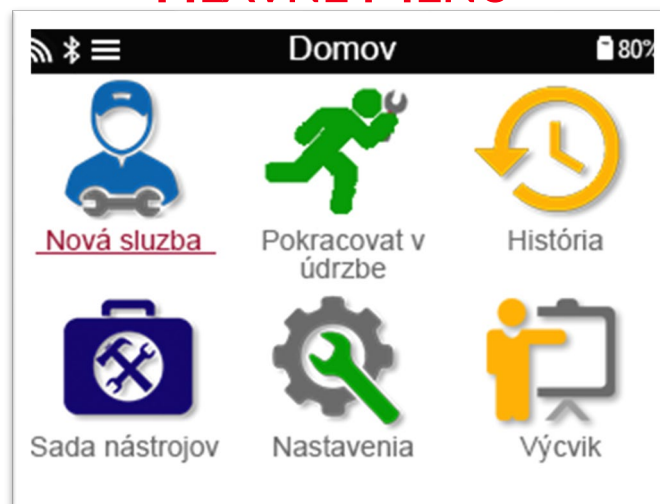 Domov
80%
Nová sluzba
Pokracovat v
údrzbe
História
Sada nástrojov
Nastavenia
Výcvik